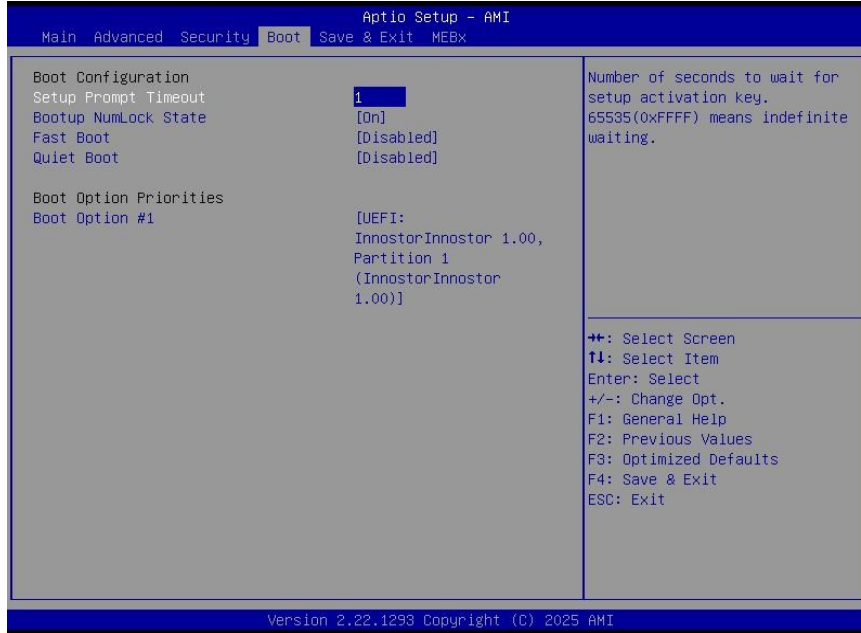 Aptio Setup - AMI
Main Advanced Security Boot Save & Exit MEBx
Boot Configuration
Setup Prompt Timeout 1
Bootup NumLock State [On]
Fast Boot [Disabled]
Quiet Boot [Disabled]
Boot Option Priorities
Boot Option #1 [UEFI:
InnostorInnostor 1.00,
Partition 1
(InnostorInnostor
1.00)]
Number of seconds to wait for
setup activation key.
65535(0xFFFF) means indefinite
waiting.
→←: Select Screen
↑↓: Select Item
Enter: Select
+/-: Change Opt.
F1: General Help
F2: Previous Values
F3: Optimized Defaults
F4: Save & Exit
ESC: Exit
Version 2.22.1293 Copyright (C) 2025 AMI